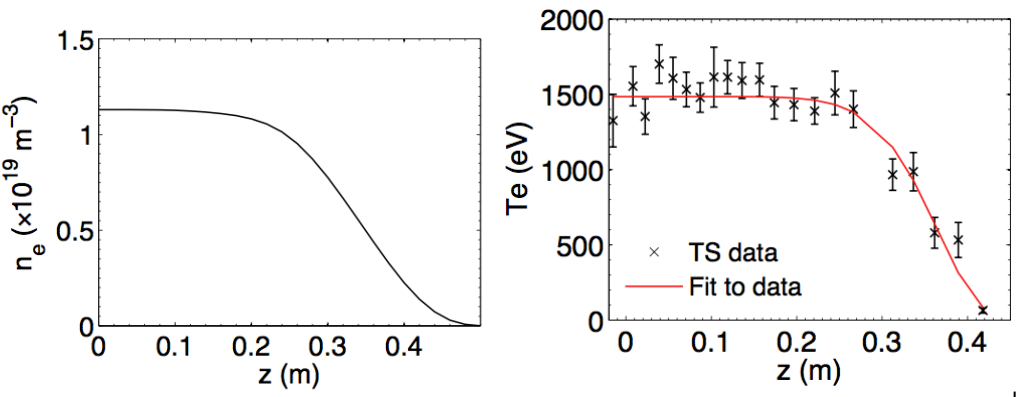 1.5
1
0.5
0
n_e (×10^19 m^−3)
0 0.1 0.2 0.3 0.4
z (m)
2000
1500
1000
500
0
Te (eV)
× TS data
Fit to data
0 0.1 0.2 0.3 0.4
z (m)